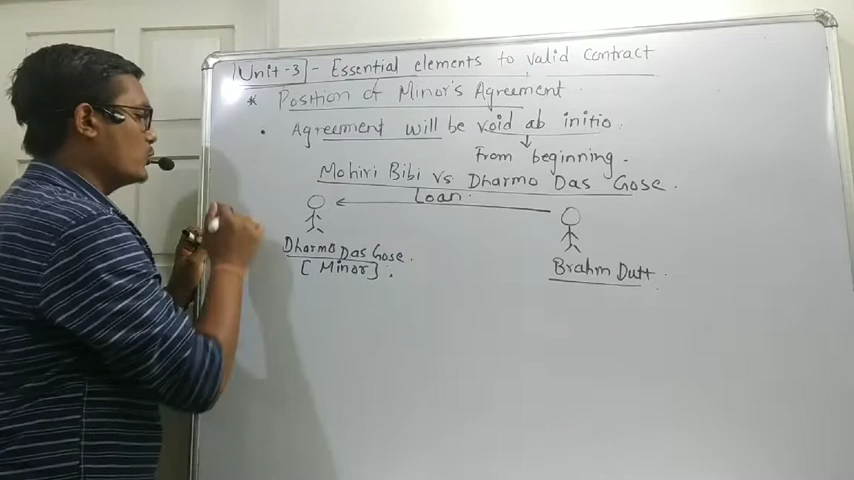 [Unit-3] - Essential elements to valid Contract
* Position of Minor's Agreement
• Agreement will be void ab initio.
From beginning.
Mohiri Bibi vs. Dharmo Das Gose.
Loan.
Dharmo Das Gose.
[Minor].
Brahm Dutt.